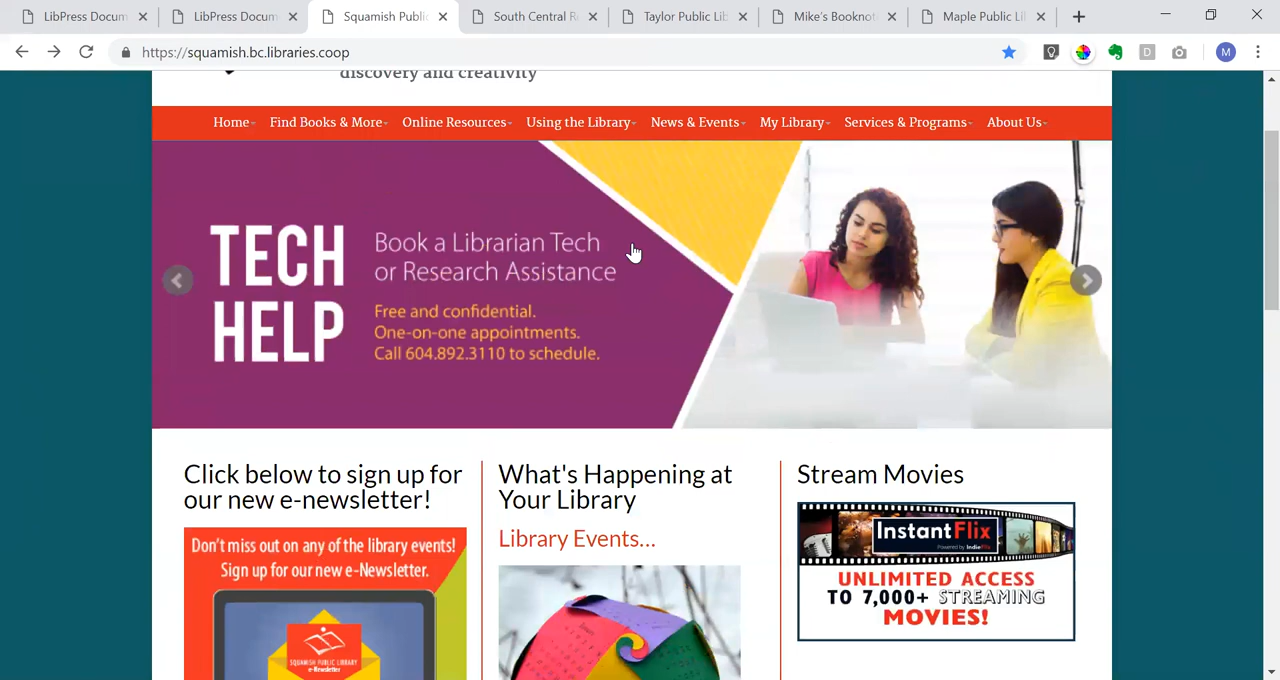 LibPress Docum
LibPress Docum
Squamish Publi
South Central R
Taylor Public Lib
Mike's Booknot
Maple Public Li
https://squamish.bc.libraries.coop
D
M
discovery and creativity
Home
Find Books & More
Online Resources
Using the Library
News & Events
My Library
Services & Programs
About Us
TECH
HELP
Book a Librarian Tech
or Research Assistance
Free and confidential.
One-on-one appointments.
Call 604.892.3110 to schedule.
Click below to sign up for
our new e-newsletter!
Don't miss out on any of the library events!
Sign up for our new e-Newsletter.
SQUAMISH PUBLIC LIBRARY
e-Newsletter
What's Happening at
Your Library
Library Events...
Stream Movies
InstantFlix
Powered by IndieFlix
UNLIMITED ACCESS
TO 7,000+ STREAMING
MOVIES!